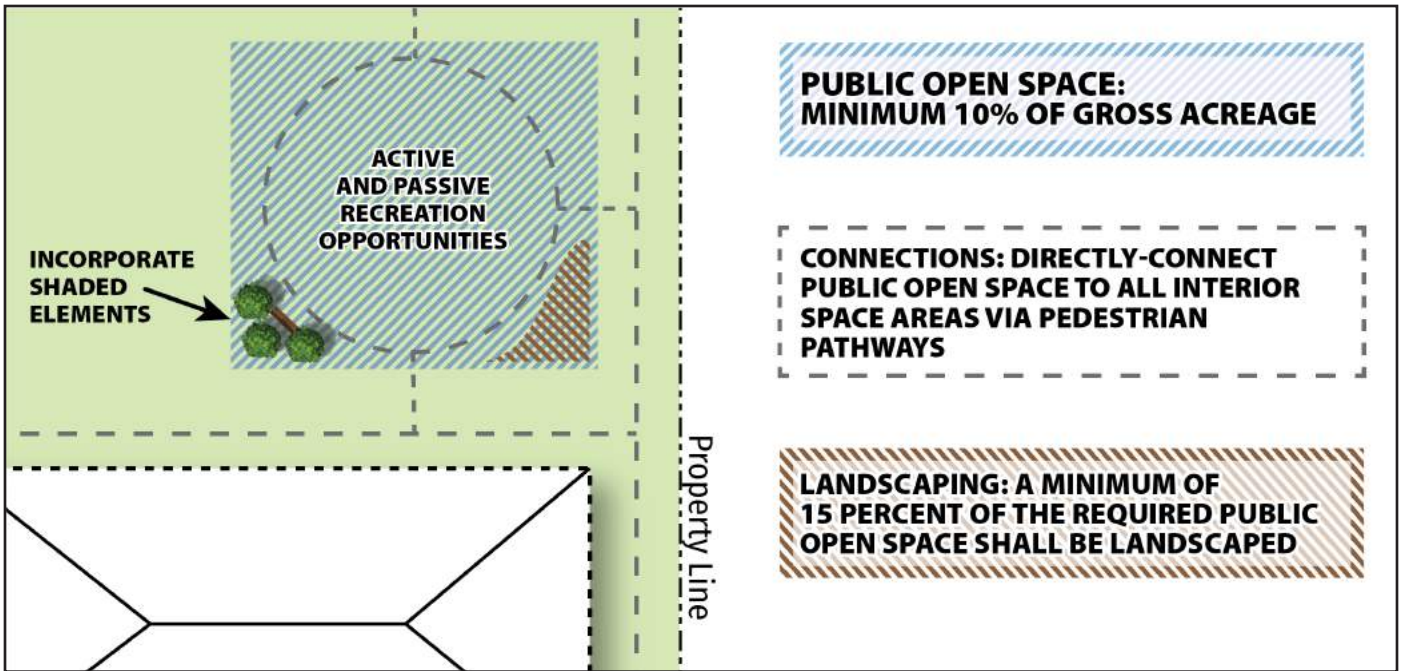 ACTIVE
AND PASSIVE
RECREATION
OPPORTUNITIES
INCORPORATE
SHADED
ELEMENTS
Property Line
PUBLIC OPEN SPACE:
MINIMUM 10% OF GROSS ACREAGE
CONNECTIONS: DIRECTLY-CONNECT
PUBLIC OPEN SPACE TO ALL INTERIOR
SPACE AREAS VIA PEDESTRIAN
PATHWAYS
LANDSCAPING: A MINIMUM OF
15 PERCENT OF THE REQUIRED PUBLIC
OPEN SPACE SHALL BE LANDSCAPED